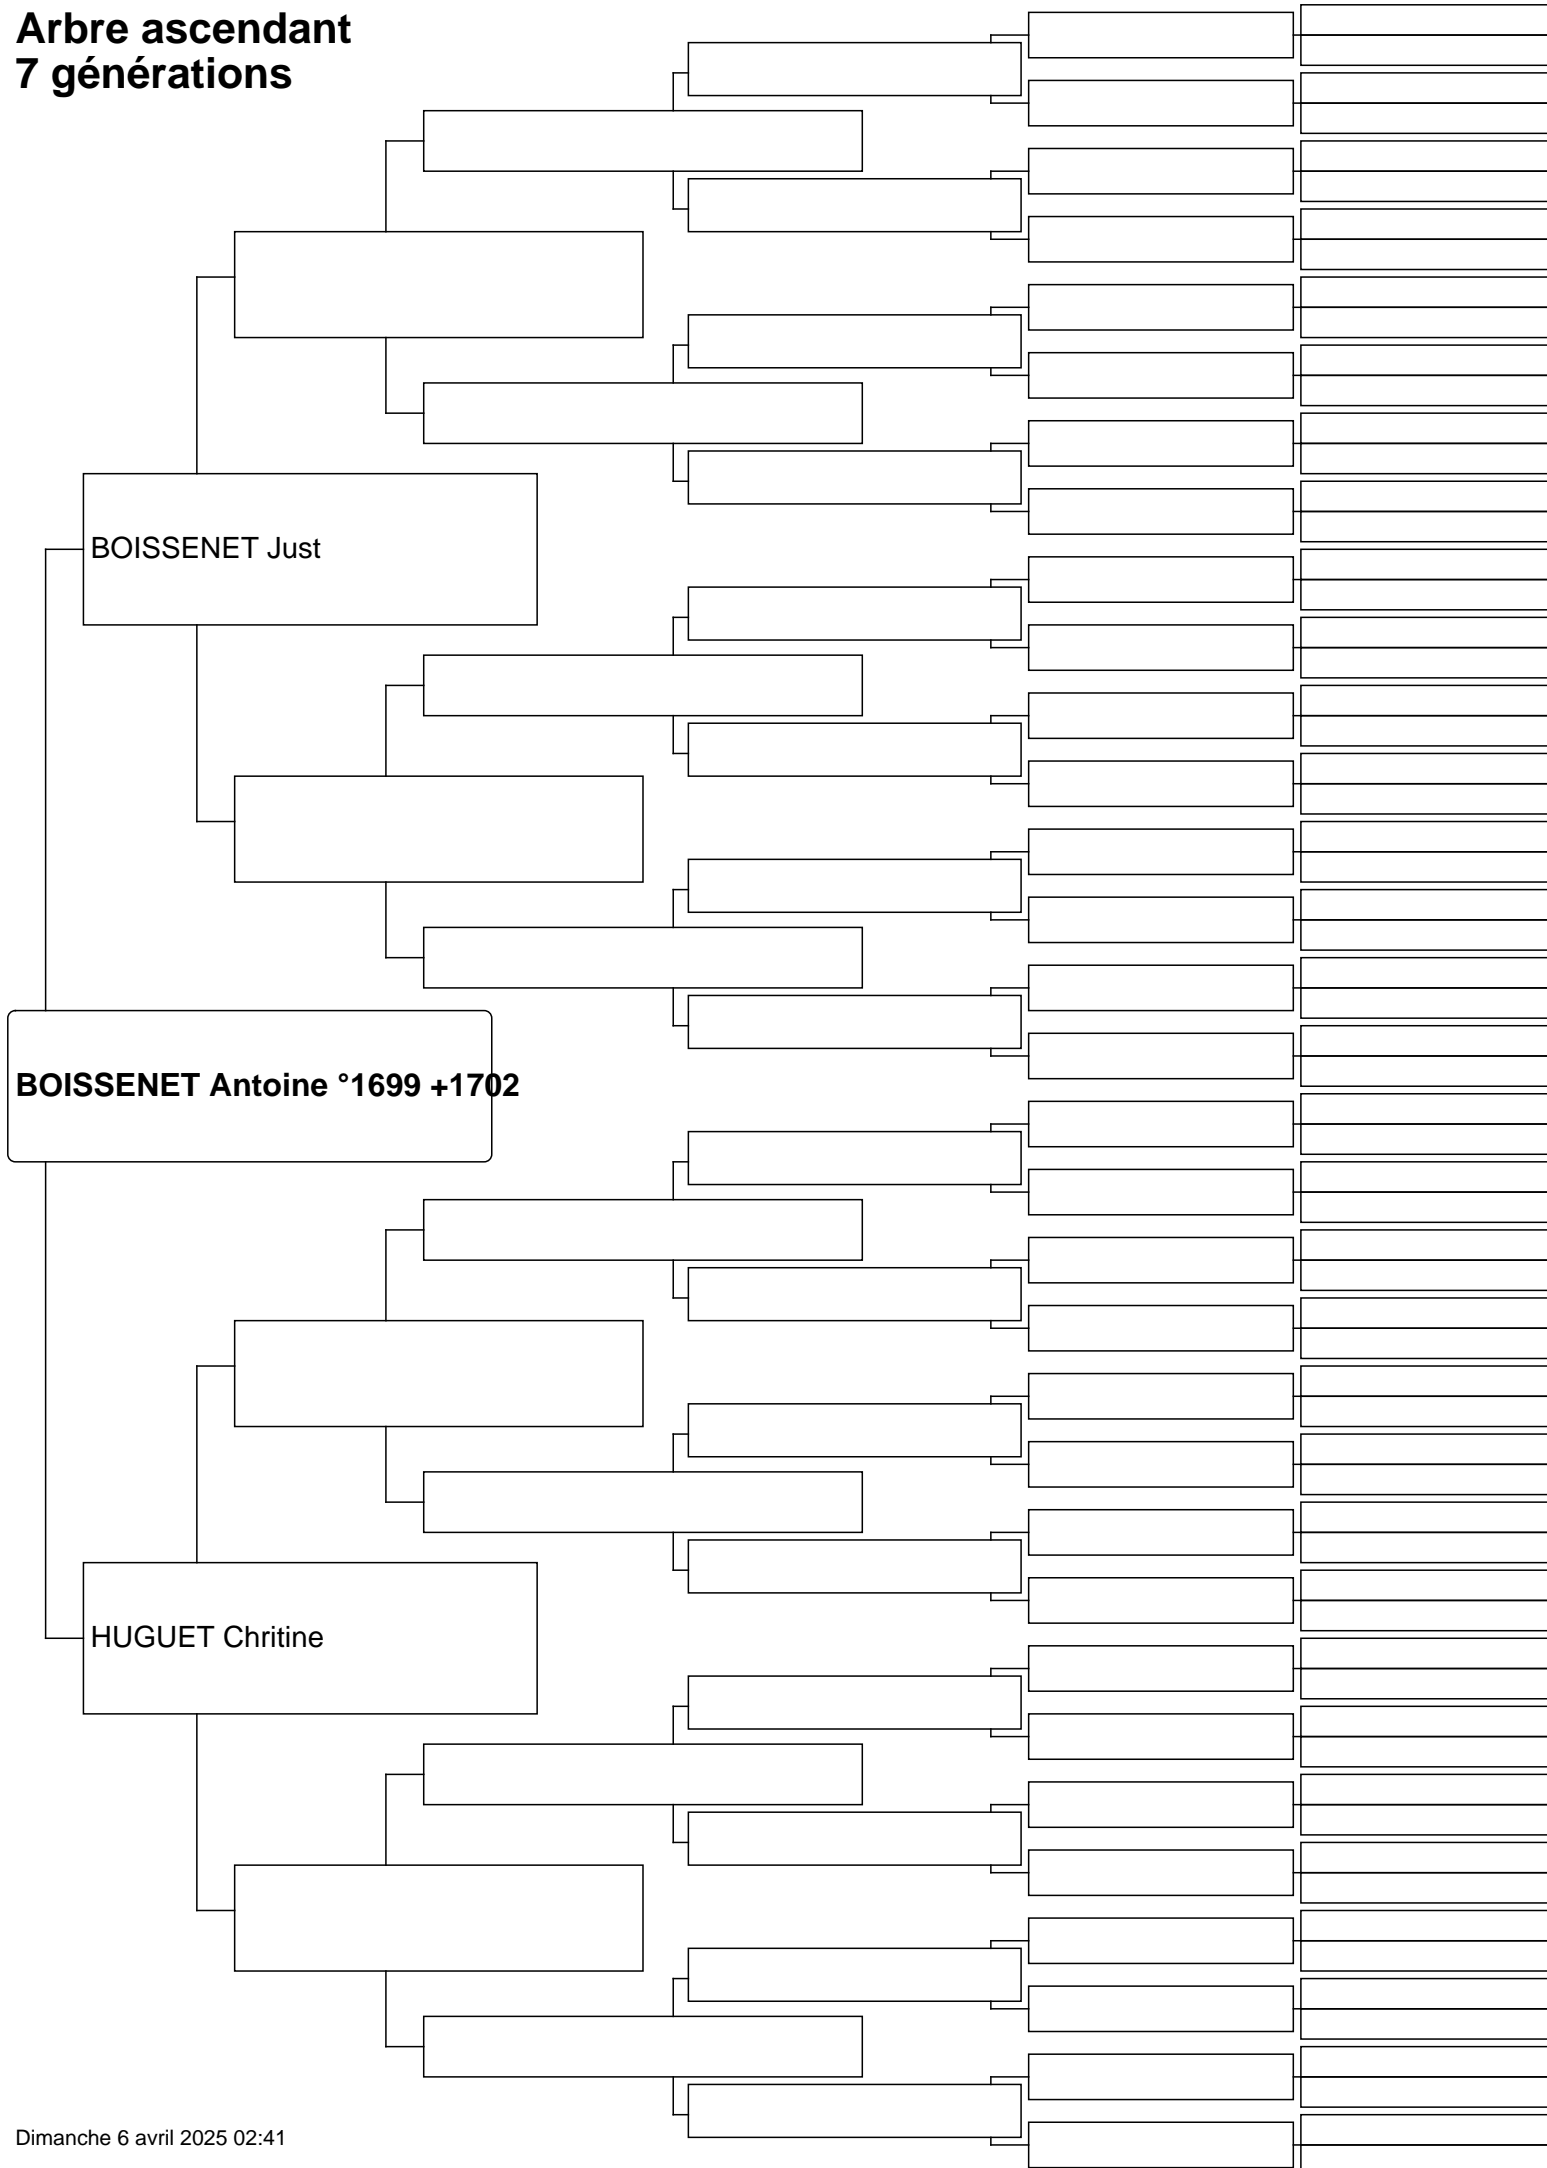 Arbre ascendant
7 générations
BOISSENET Just
BOISSENET Antoine °1699 +1702
HUGUET Chritine
Dimanche 6 avril 2025 02:41